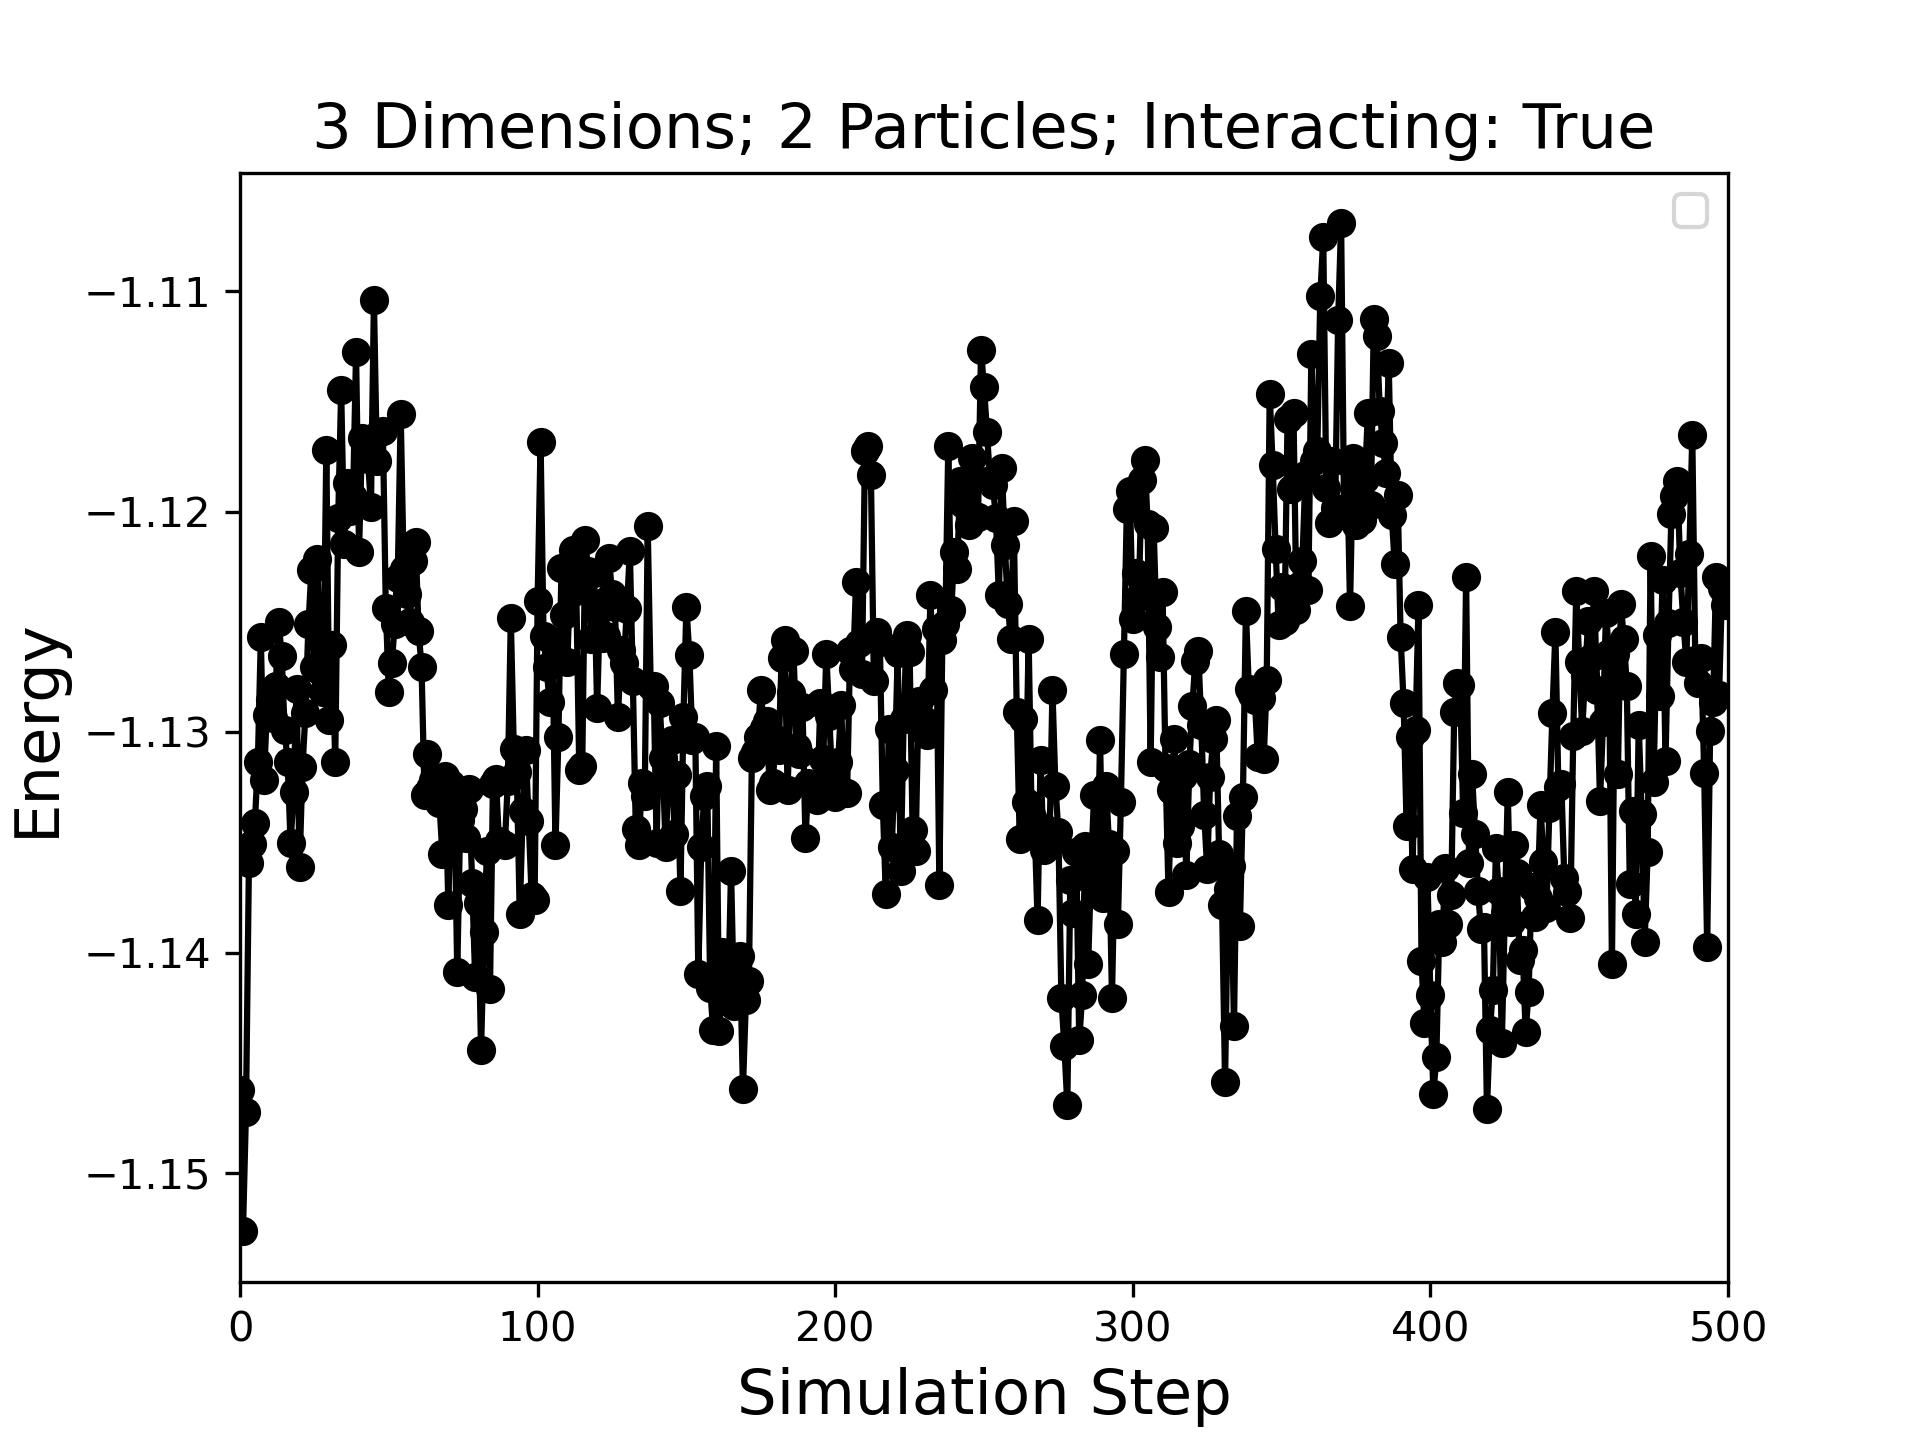 3 Dimensions; 2 Particles; Interacting: True
Energy
−1.11
−1.12
−1.13
−1.14
−1.15
0 100 200 300 400 500
Simulation Step